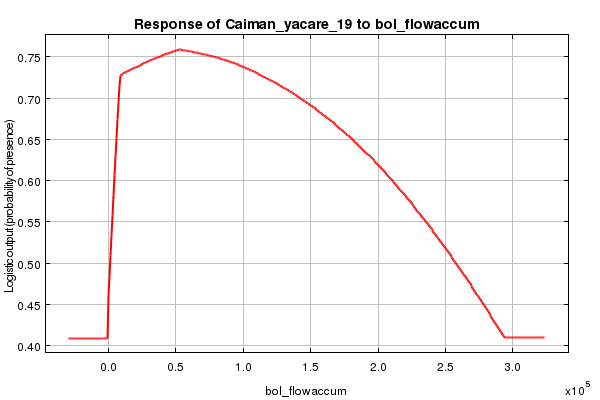 Response of Caiman_yacare_19 to bol_flowaccum
Logistic output (probability of presence)
0.75
0.70
0.65
0.60
0.55
0.50
0.45
0.40
0.0 0.5 1.0 1.5 2.0 2.5 3.0
bol_flowaccum
x10^5